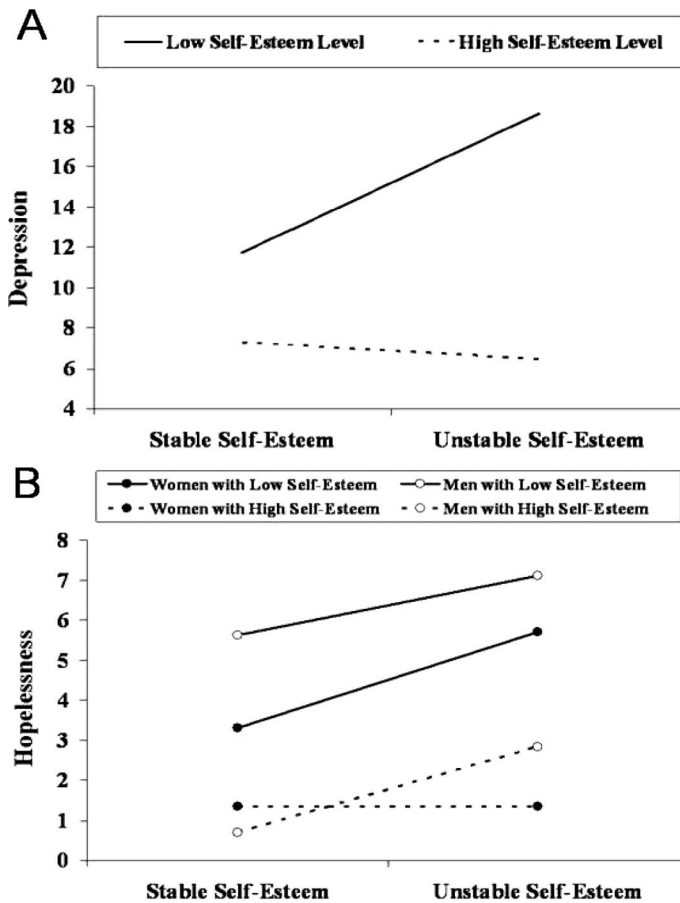 A
Low Self-Esteem Level High Self-Esteem Level
20
18
16
14
12
10
8
6
4
Depression
Stable Self-Esteem Unstable Self-Esteem
B
Women with Low Self-Esteem Men with Low Self-Esteem
Women with High Self-Esteem Men with High Self-Esteem
8
7
6
5
4
3
2
1
0
Hopelessness
Stable Self-Esteem Unstable Self-Esteem